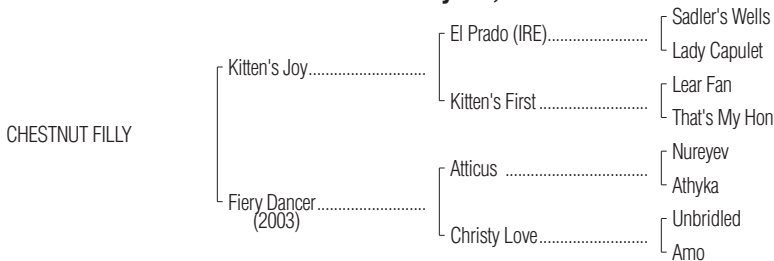 Sadler's Wells
El Prado (IRE)
Lady Capulet
Kitten's Joy
Lear Fan
Kitten's First
That's My Hon
CHESTNUT FILLY
Nureyev
Atticus
Athyka
Fiery Dancer
(2003)
Unbridled
Christy Love
Amo